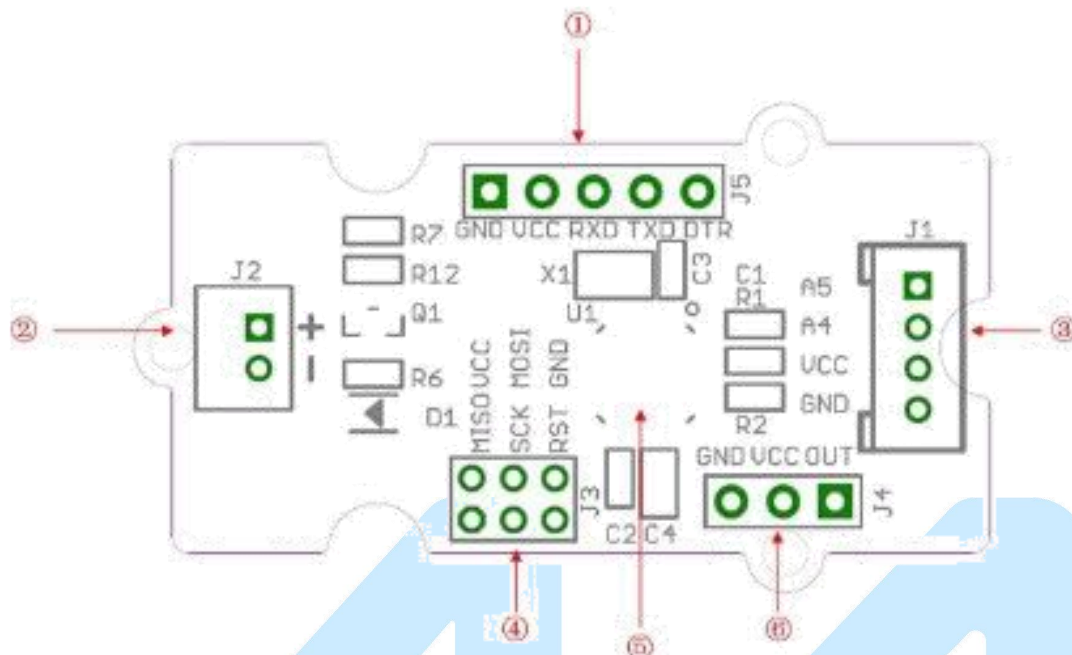 ①
J5
GND VCC RXD TXD DTR
R7
J1
J2
R12
X1
C3
C1
A5
U1
R1
②
+
Q1
A4
③
-
VCC
R6
MISO VCC
SCK MOSI
RST GND
D1
GND
R2
GND VCC OUT
J3
J4
C2 C4
④
⑤
⑥